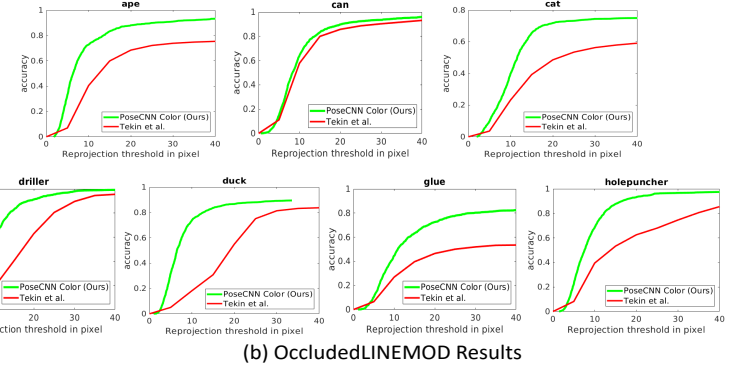 ape
can
cat
1
0.8
0.6
0.4
0.2
0
accuracy
PoseCNN Color (Ours)
Tekin et al.
0 10 20 30 40
Reprojection threshold in pixel
1
0.8
0.6
0.4
0.2
0
accuracy
PoseCNN Color (Ours)
Tekin et al.
0 10 20 30 40
Reprojection threshold in pixel
0.8
0.6
0.4
0.2
0
accuracy
PoseCNN Color (Ours)
Tekin et al.
0 10 20 30 40
Reprojection threshold in pixel
driller
duck
glue
holepuncher
PoseCNN Color (Ours)
Tekin et al.
20 30 40
threshold in pixel
1
0.8
0.6
0.4
0.2
0
accuracy
PoseCNN Color (Ours)
Tekin et al.
0 10 20 30 40
Reprojection threshold in pixel
1
0.8
0.6
0.4
0.2
0
accuracy
PoseCNN Color (Ours)
Tekin et al.
0 10 20 30 40
Reprojection threshold in pixel
1
0.8
0.6
0.4
0.2
0
accuracy
PoseCNN Color (Ours)
Tekin et al.
0 10 20 30 40
Reprojection threshold in pixel
(b) OccludedLINEMOD Results